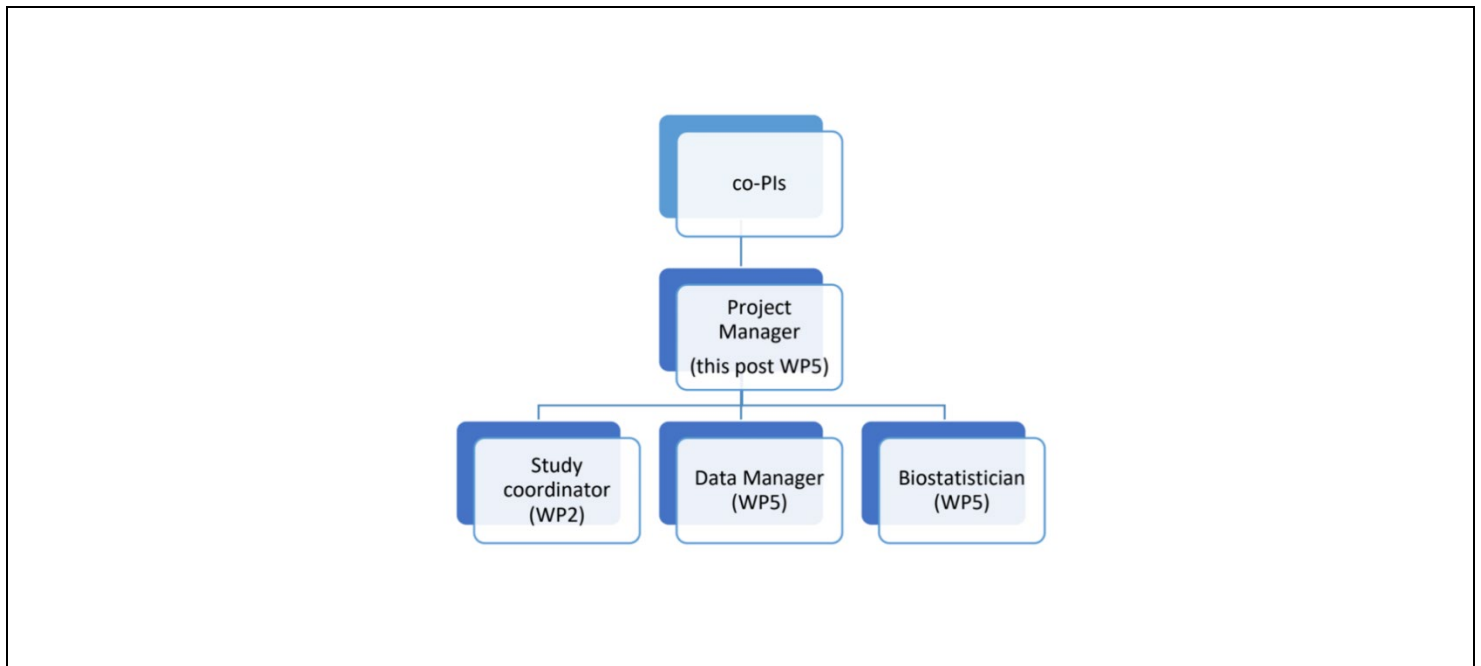 co-PIs
Project
Manager
(this post WP5)
Study
coordinator
(WP2)
Data Manager
(WP5)
Biostatistician
(WP5)